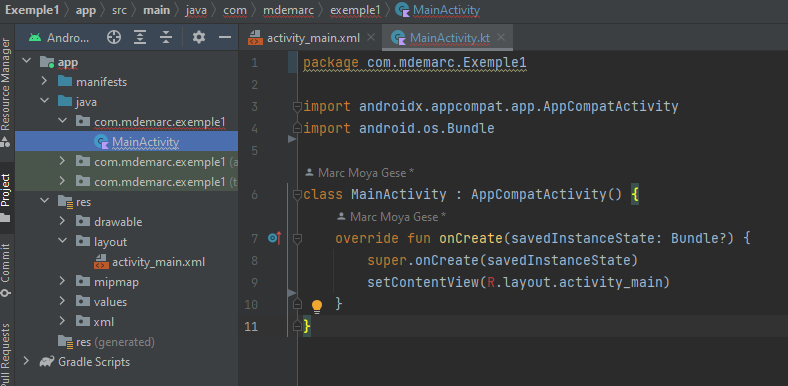 Exemple1 app src main java com mdemarc exemple1 MainActivity
Andro...
activity_main.xml
MainActivity.kt
Resource Manager
Project
Commit
Pull Requests
app
manifests
java
com.mdemarc.exemple1
MainActivity
com.mdemarc.exemple1 (a
com.mdemarc.exemple1 (t
res
drawable
layout
activity_main.xml
mipmap
values
xml
res (generated)
Gradle Scripts
1 package com.mdemarc.Exemple1
2
3 import androidx.appcompat.app.AppCompatActivity
4 import android.os.Bundle
5
Marc Moya Gese *
6 class MainActivity : AppCompatActivity() {
Marc Moya Gese *
7 override fun onCreate(savedInstanceState: Bundle?) {
8 super.onCreate(savedInstanceState)
9 setContentView(R.layout.activity_main)
10 }
11 }